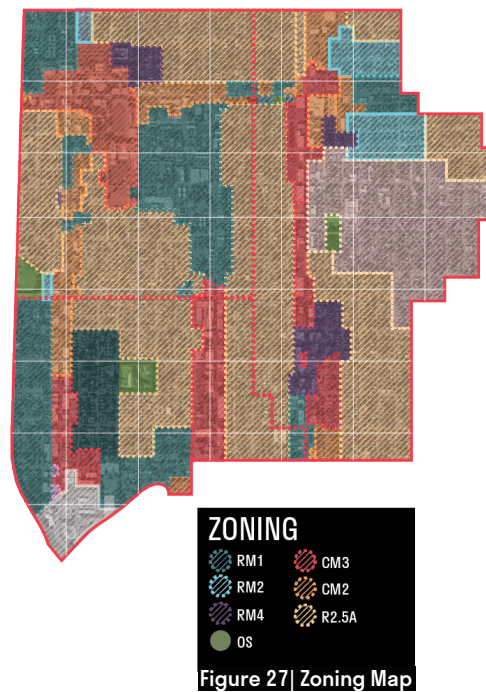 ZONING
RM1 CM3
RM2 CM2
RM4 R2.5A
OS
Figure 27| Zoning Map